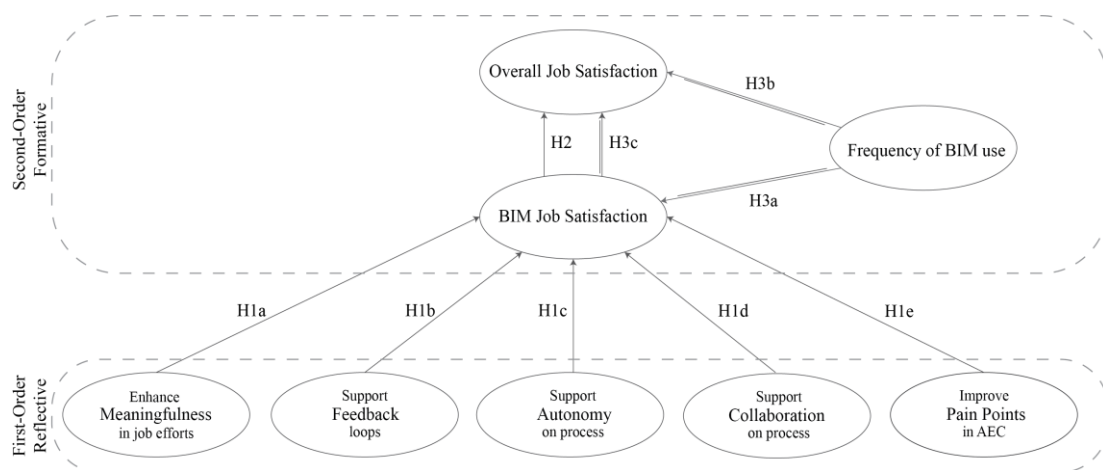 Second-Order
Formative
Overall Job Satisfaction
H3b
H2
H3c
Frequency of BIM use
H3a
BIM Job Satisfaction
H1a
H1b
H1c
H1d
H1e
First-Order
Reflective
Enhance
Meaningfulness
in job efforts
Support
Feedback
loops
Support
Autonomy
on process
Support
Collaboration
on process
Improve
Pain Points
in AEC